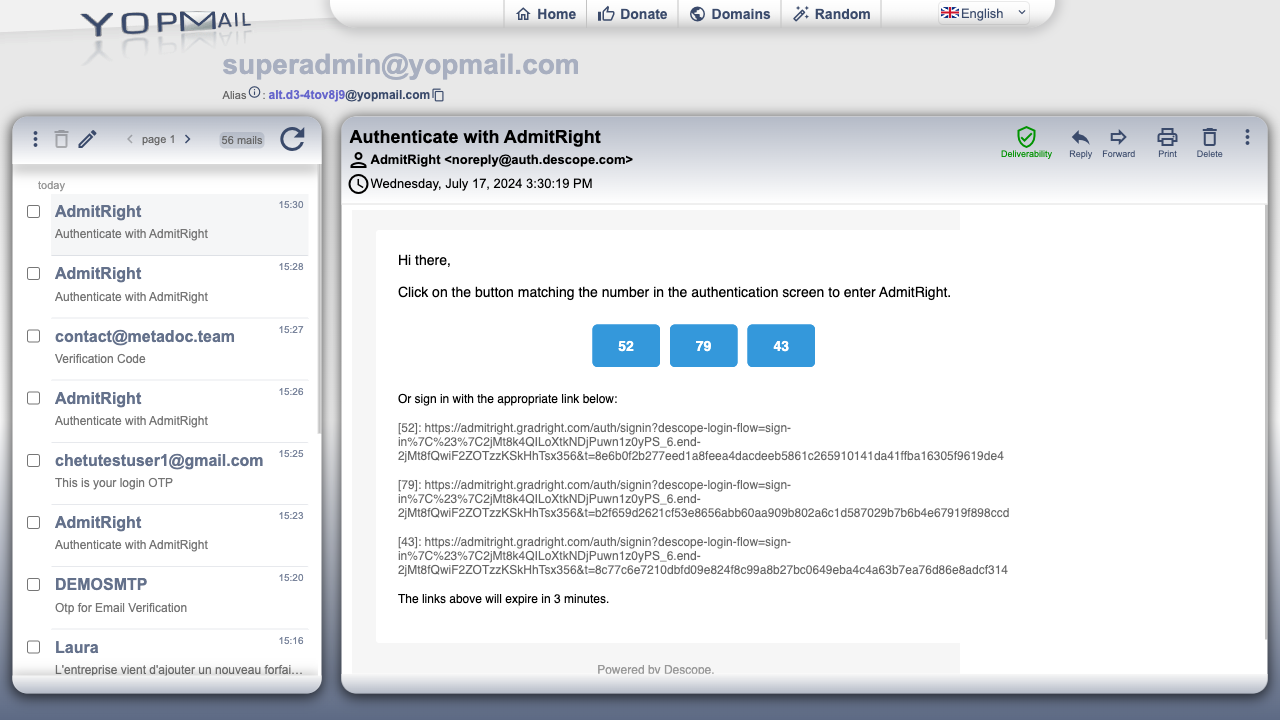 YOPMAIL
Home
Donate
Domains
Random
English
superadmin@yopmail.com
Alias : alt.d3-4tov8j9@yopmail.com
page 1
56 mails
today
AdmitRight 15:30
Authenticate with AdmitRight
AdmitRight 15:28
Authenticate with AdmitRight
contact@metadoc.team 15:27
Verification Code
AdmitRight 15:26
Authenticate with AdmitRight
chetutestuser1@gmail.com 15:25
This is your login OTP
AdmitRight 15:23
Authenticate with AdmitRight
DEMOSMTP 15:20
Otp for Email Verification
Laura 15:16
L'entreprise vient d'ajouter un nouveau forfai...
Authenticate with AdmitRight
AdmitRight <noreply@auth.descope.com>
Wednesday, July 17, 2024 3:30:19 PM
Deliverability
Reply
Forward
Print
Delete
Hi there,
Click on the button matching the number in the authentication screen to enter AdmitRight.
52 79 43
Or sign in with the appropriate link below:
[52]: https://admitright.gradright.com/auth/signin?descope-login-flow=sign-
in%7C%23%7C2jMt8k4QILoXtkNDjPuwn1z0yPS_6.end-
2jMt8fQwiF2ZOTzzKSkHhTsx356&t=8e6b0f2b277eed1a8feea4dacdeeb5861c265910141da41ffba16305f9619de4
[79]: https://admitright.gradright.com/auth/signin?descope-login-flow=sign-
in%7C%23%7C2jMt8k4QILoXtkNDjPuwn1z0yPS_6.end-
2jMt8fQwiF2ZOTzzKSkHhTsx356&t=b2f659d2621cf53e8656abb60aa909b802a6c1d587029b7b6b4e67919f898ccd
[43]: https://admitright.gradright.com/auth/signin?descope-login-flow=sign-
in%7C%23%7C2jMt8k4QILoXtkNDjPuwn1z0yPS_6.end-
2jMt8fQwiF2ZOTzzKSkHhTsx356&t=8c77c6e7210dbfd09e824f8c99a8b27bc0649eba4c4a63b7ea76d86e8adcf314
The links above will expire in 3 minutes.
Powered by Descope.